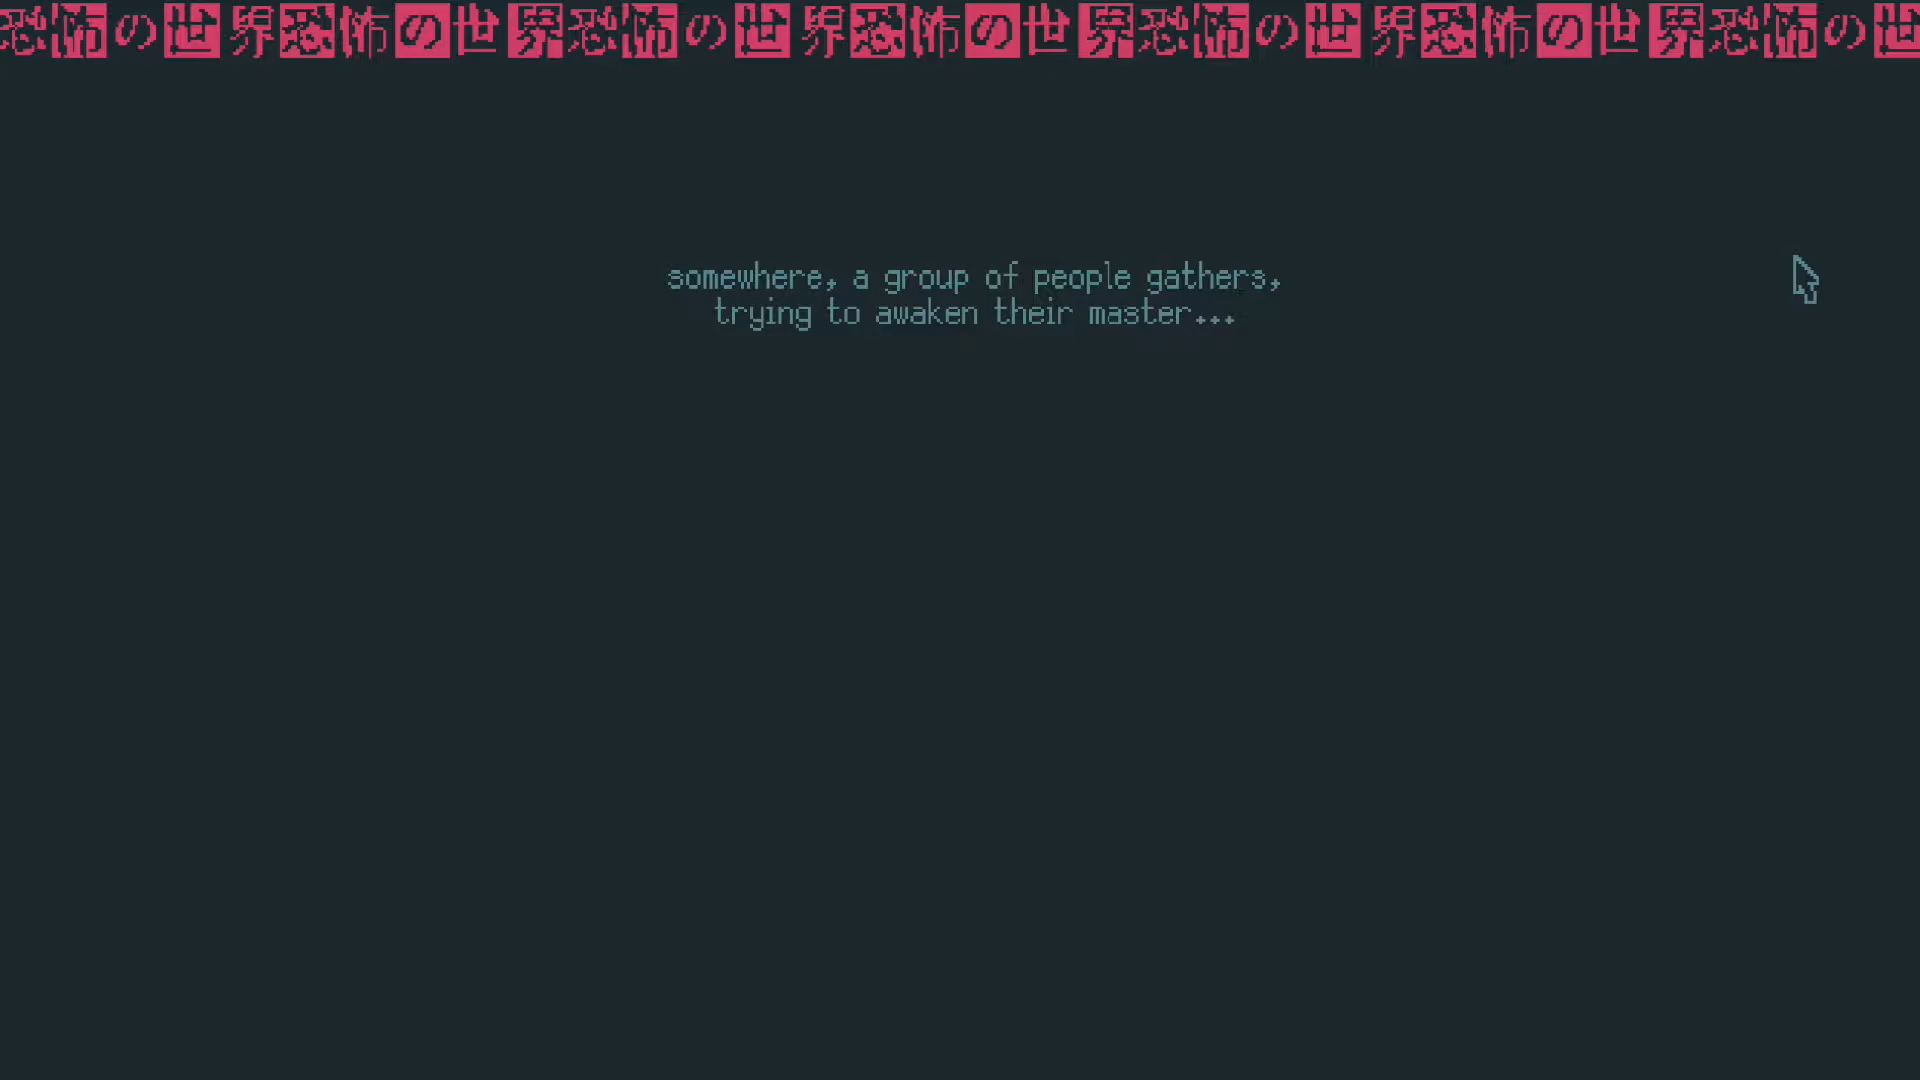 恐怖の世界恐怖の世界恐怖の世界恐怖の世界恐怖の世界恐怖の世界恐怖の世
somewhere, a group of people gathers,
trying to awaken their master...